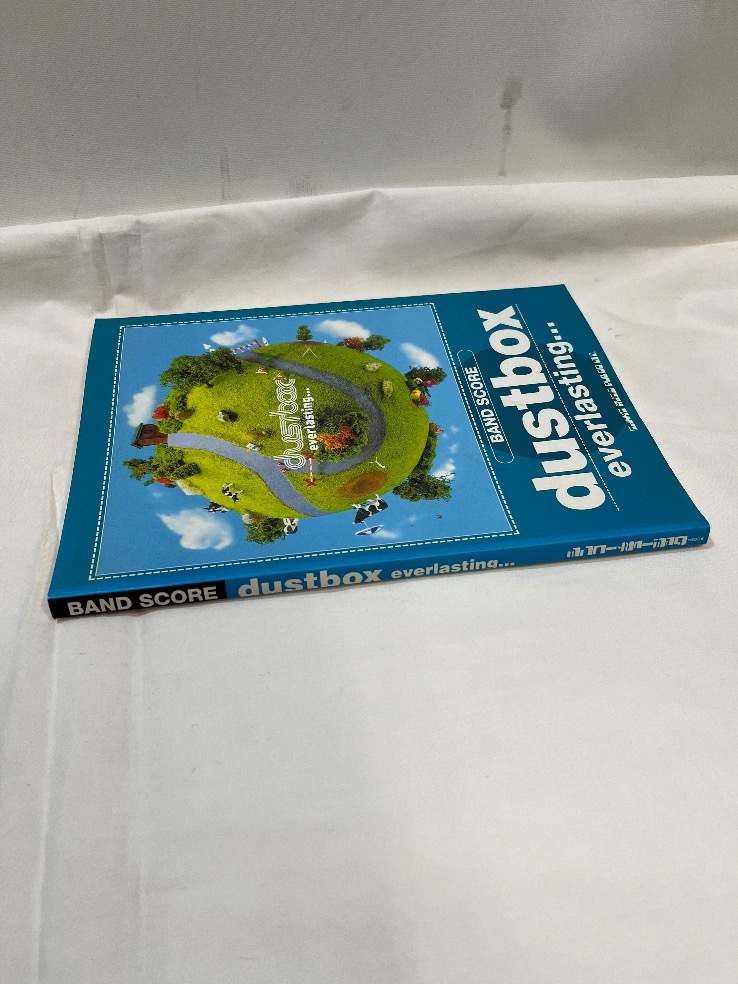 BAND SCORE
dustbox
everlasting...
dustbox
everlasting...
BAND SCORE dustbox everlasting...